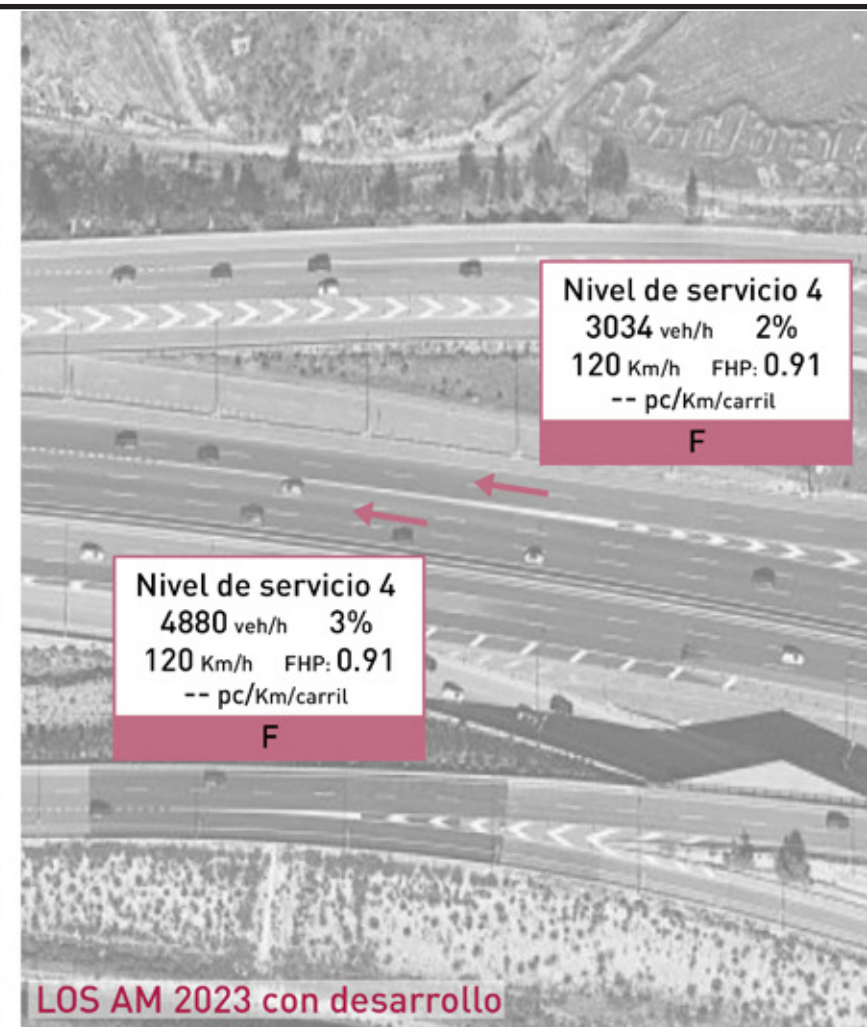 Nivel de servicio 4
3034 veh/h 2%
120 Km/h FHP: 0.91
-- pc/Km/carril
F
Nivel de servicio 4
4880 veh/h 3%
120 Km/h FHP: 0.91
-- pc/Km/carril
F
LOS AM 2023 con desarrollo